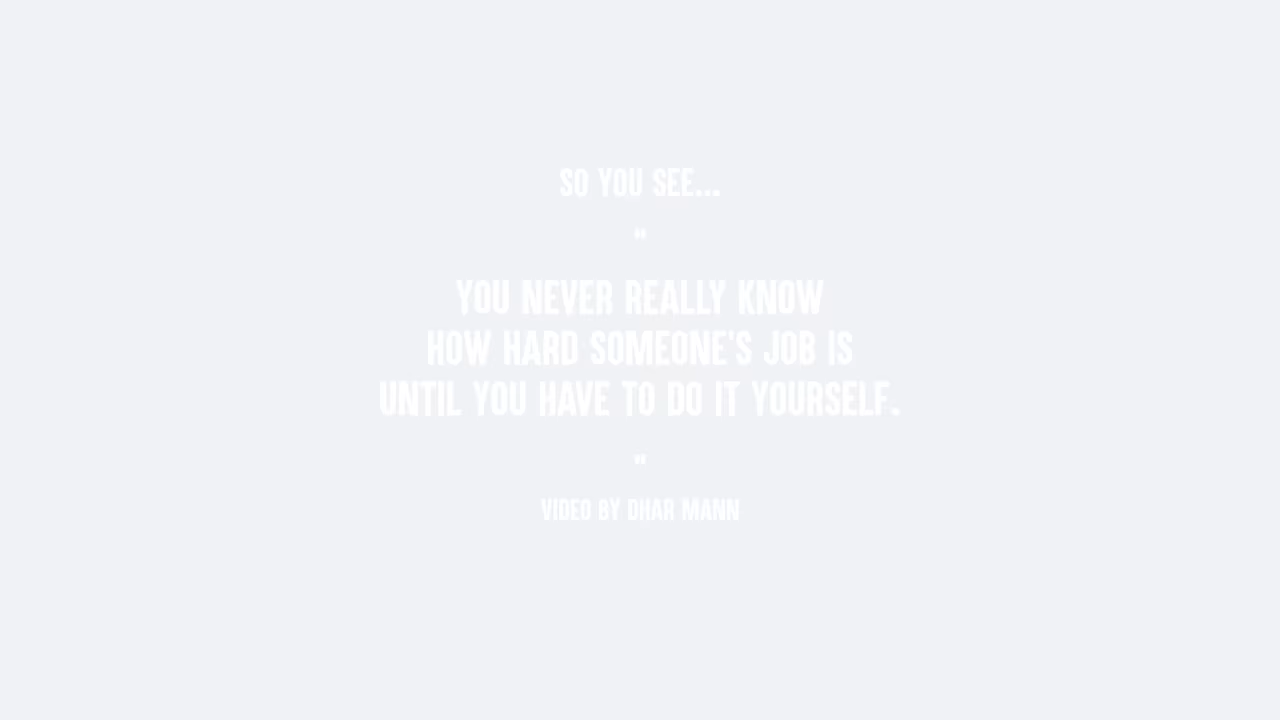 SO YOU SEE...
"
YOU NEVER REALLY KNOW
HOW HARD SOMEONE'S JOB IS
UNTIL YOU HAVE TO DO IT YOURSELF.
"
VIDEO BY DHAR MANN